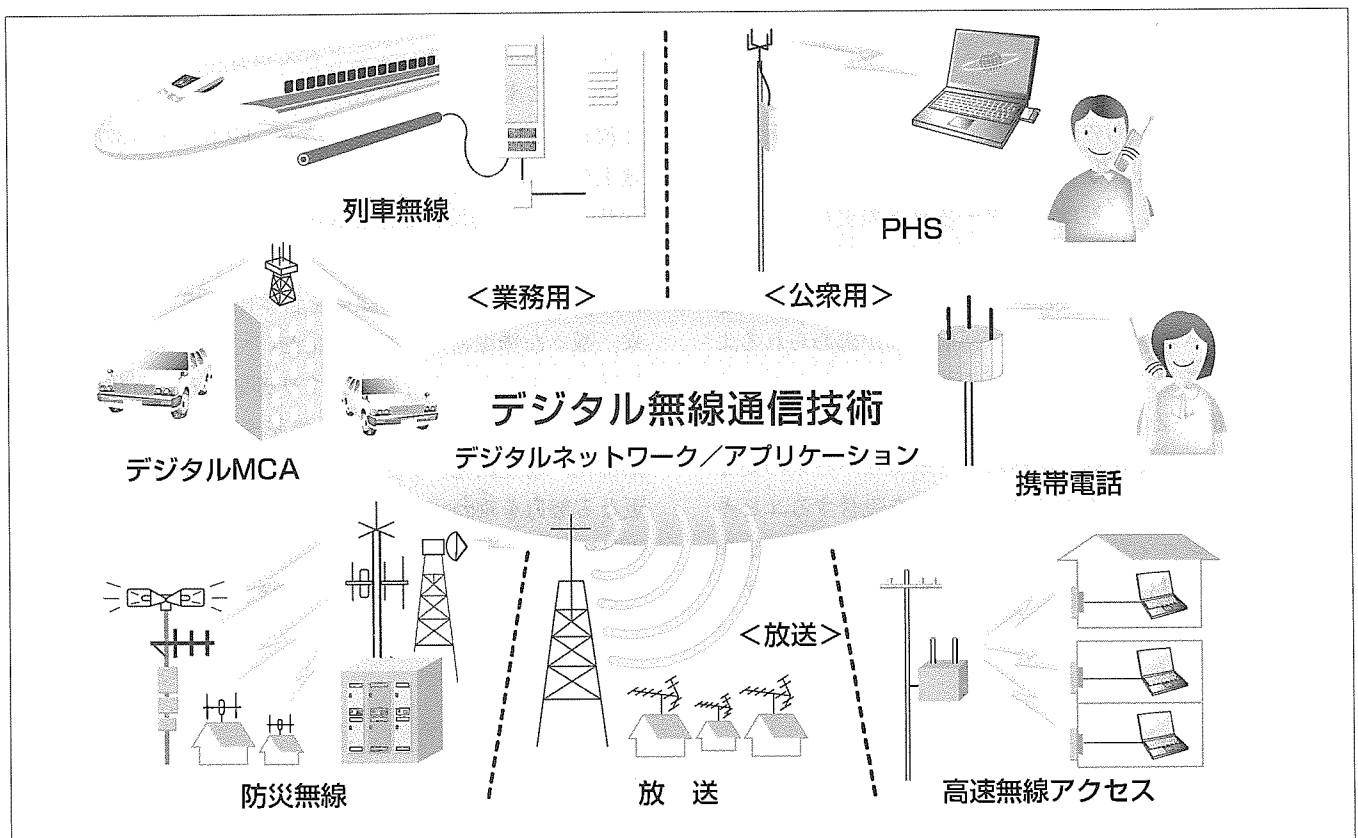 列車無線
PHS
<業務用>
<公衆用>
デジタル無線通信技術
デジタルネットワーク／アプリケーション
デジタルMCA
携帯電話
<放送>
防災無線
放 送
高速無線アクセス